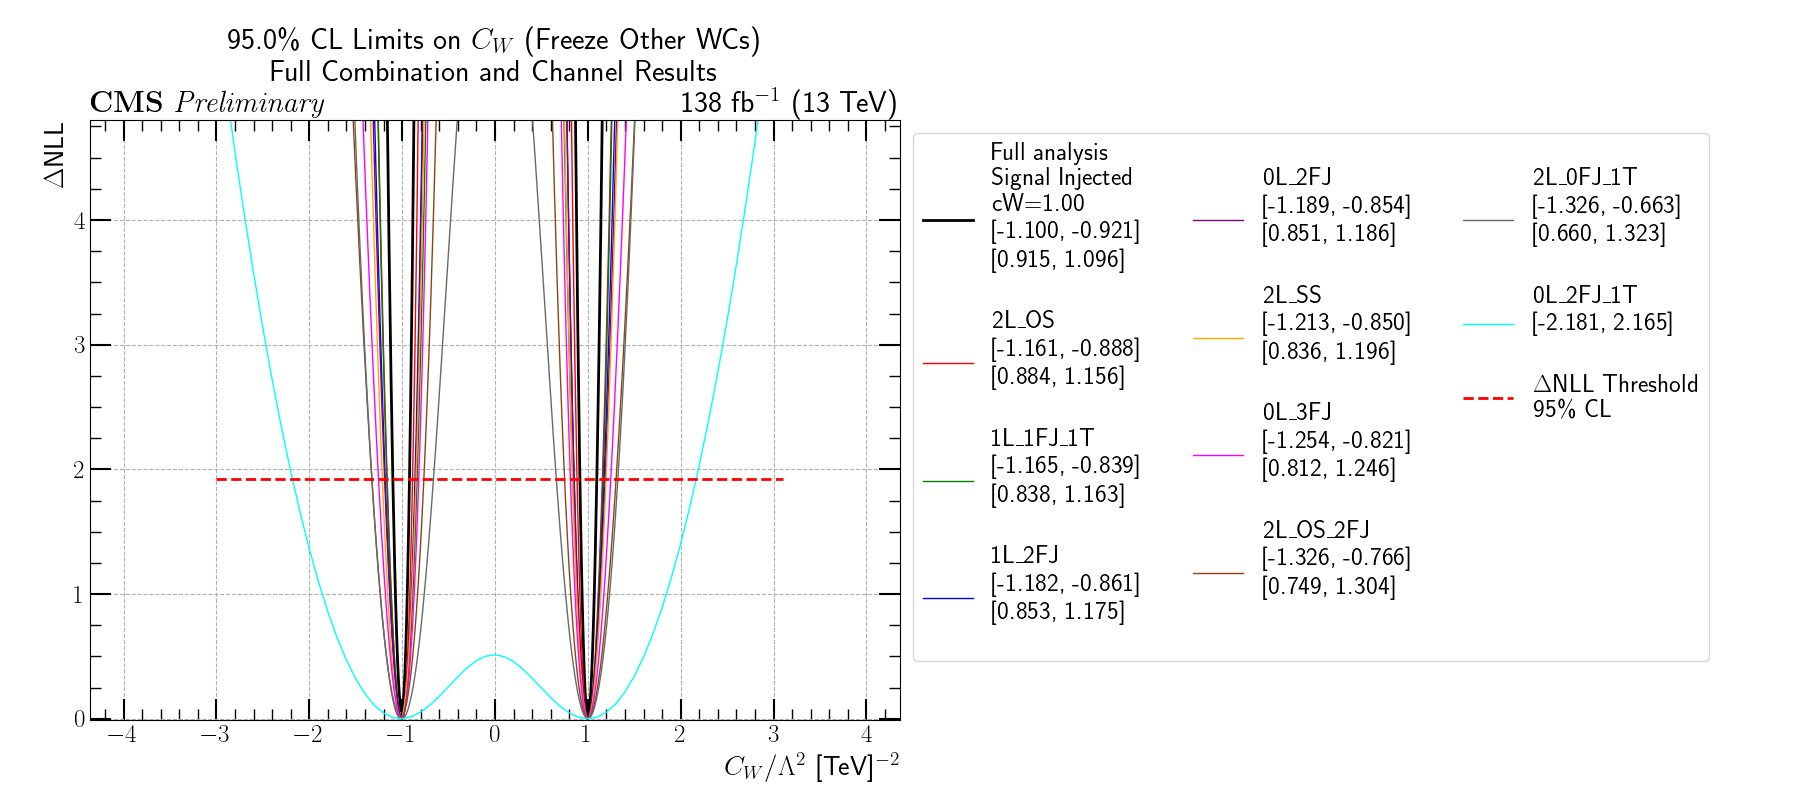 95.0% CL Limits on C_W (Freeze Other WCs)
Full Combination and Channel Results
CMS Preliminary
138 fb⁻¹ (13 TeV)
ΔNLL
4
3
2
1
0
−4 −3 −2 −1 0 1 2 3 4
C_W/Λ² [TeV]⁻²
Full analysis
Signal Injected
cW=1.00
[-1.100, -0.921]
[0.915, 1.096]
2L_OS
[-1.161, -0.888]
[0.884, 1.156]
1L_1FJ_1T
[-1.165, -0.839]
[0.838, 1.163]
1L_2FJ
[-1.182, -0.861]
[0.853, 1.175]
0L_2FJ
[-1.189, -0.854]
[0.851, 1.186]
2L_SS
[-1.213, -0.850]
[0.836, 1.196]
0L_3FJ
[-1.254, -0.821]
[0.812, 1.246]
2L_OS_2FJ
[-1.326, -0.766]
[0.749, 1.304]
2L_0FJ_1T
[-1.326, -0.663]
[0.660, 1.323]
0L_2FJ_1T
[-2.181, 2.165]
ΔNLL Threshold
95% CL